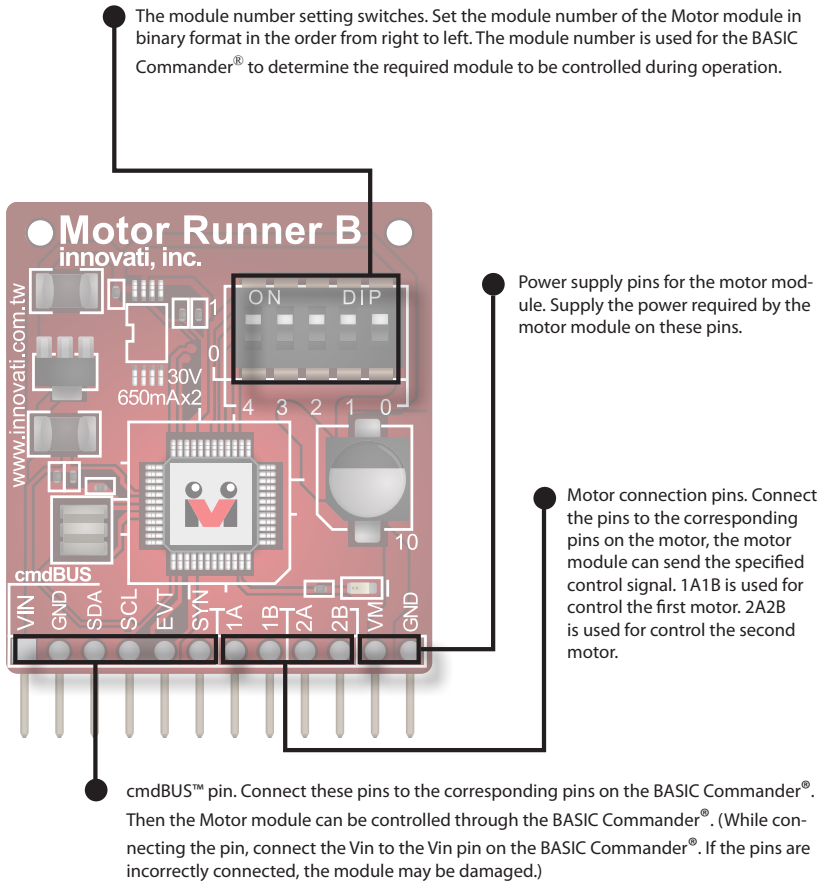 The module number setting switches. Set the module number of the Motor module in
binary format in the order from right to left. The module number is used for the BASIC
Commander® to determine the required module to be controlled during operation.
Motor Runner B
innovati, inc.
www.innovati.com.tw
ON DIP
1
0
30V
650mAx2
4 3 2 1 0
10
cmdBUS
VIN GND SDA SCL EVT SYN 1A 1B 2A 2B VM GND
Power supply pins for the motor mod-
ule. Supply the power required by the
motor module on these pins.
Motor connection pins. Connect
the pins to the corresponding
pins on the motor, the motor
module can send the specified
control signal. 1A1B is used for
control the first motor. 2A2B
is used for control the second
motor.
cmdBUS™ pin. Connect these pins to the corresponding pins on the BASIC Commander®.
Then the Motor module can be controlled through the BASIC Commander®. (While con-
necting the pin, connect the Vin to the Vin pin on the BASIC Commander®. If the pins are
incorrectly connected, the module may be damaged.)